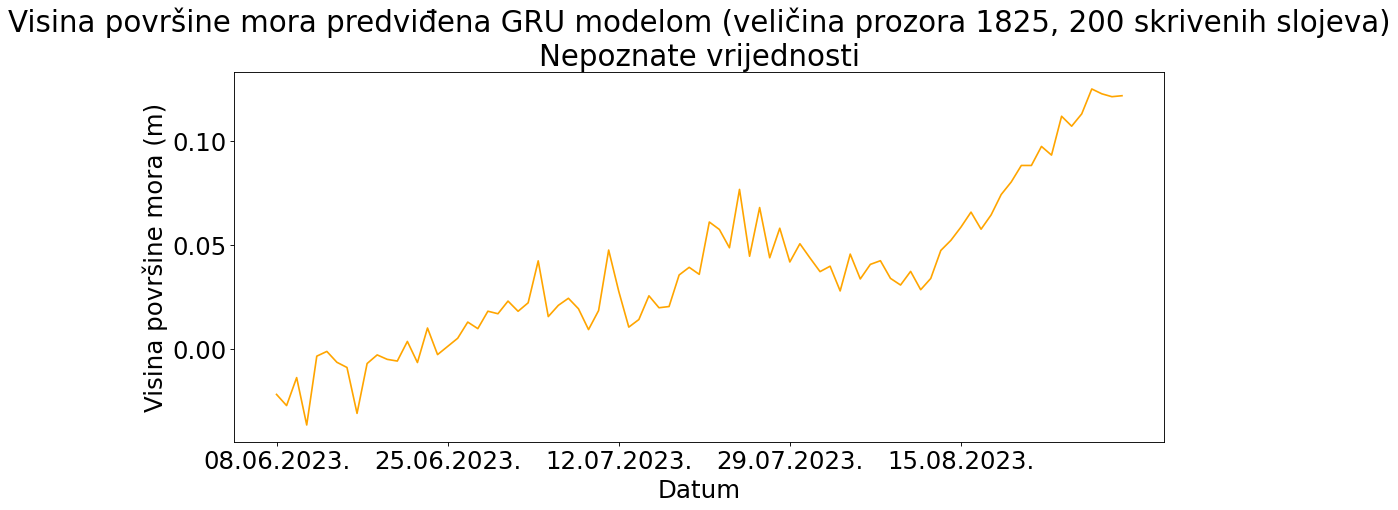 Visina površine mora predviđena GRU modelom (veličina prozora 1825, 200 skrivenih slojeva)
Nepoznate vrijednosti
Visina površine mora (m)
0.10
0.05
0.00
08.06.2023. 25.06.2023. 12.07.2023. 29.07.2023. 15.08.2023.
Datum